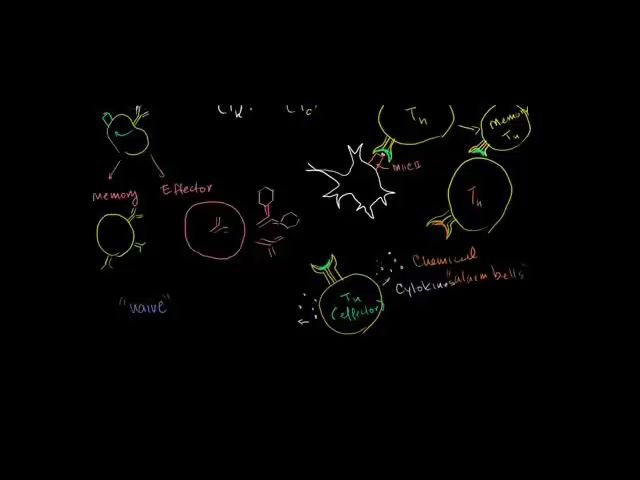 Th
Memory
Th
MHC II
Th
Memory
Effector
Chemical
Cytokines "alarm bells"
Th
(effector)
"naive"